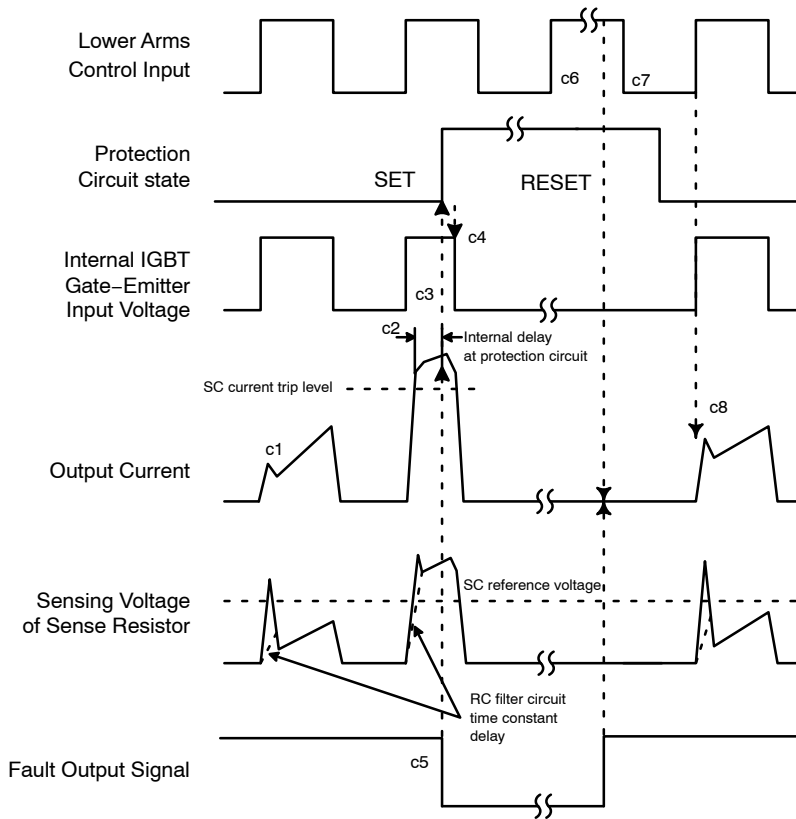 Lower Arms
Control Input
c6
c7
Protection
Circuit state
SET
RESET
c4
Internal IGBT
Gate−Emitter
Input Voltage
c3
c2
Internal delay
at protection circuit
SC current trip level
c8
c1
Output Current
SC reference voltage
Sensing Voltage
of Sense Resistor
RC filter circuit
time constant
delay
Fault Output Signal
c5